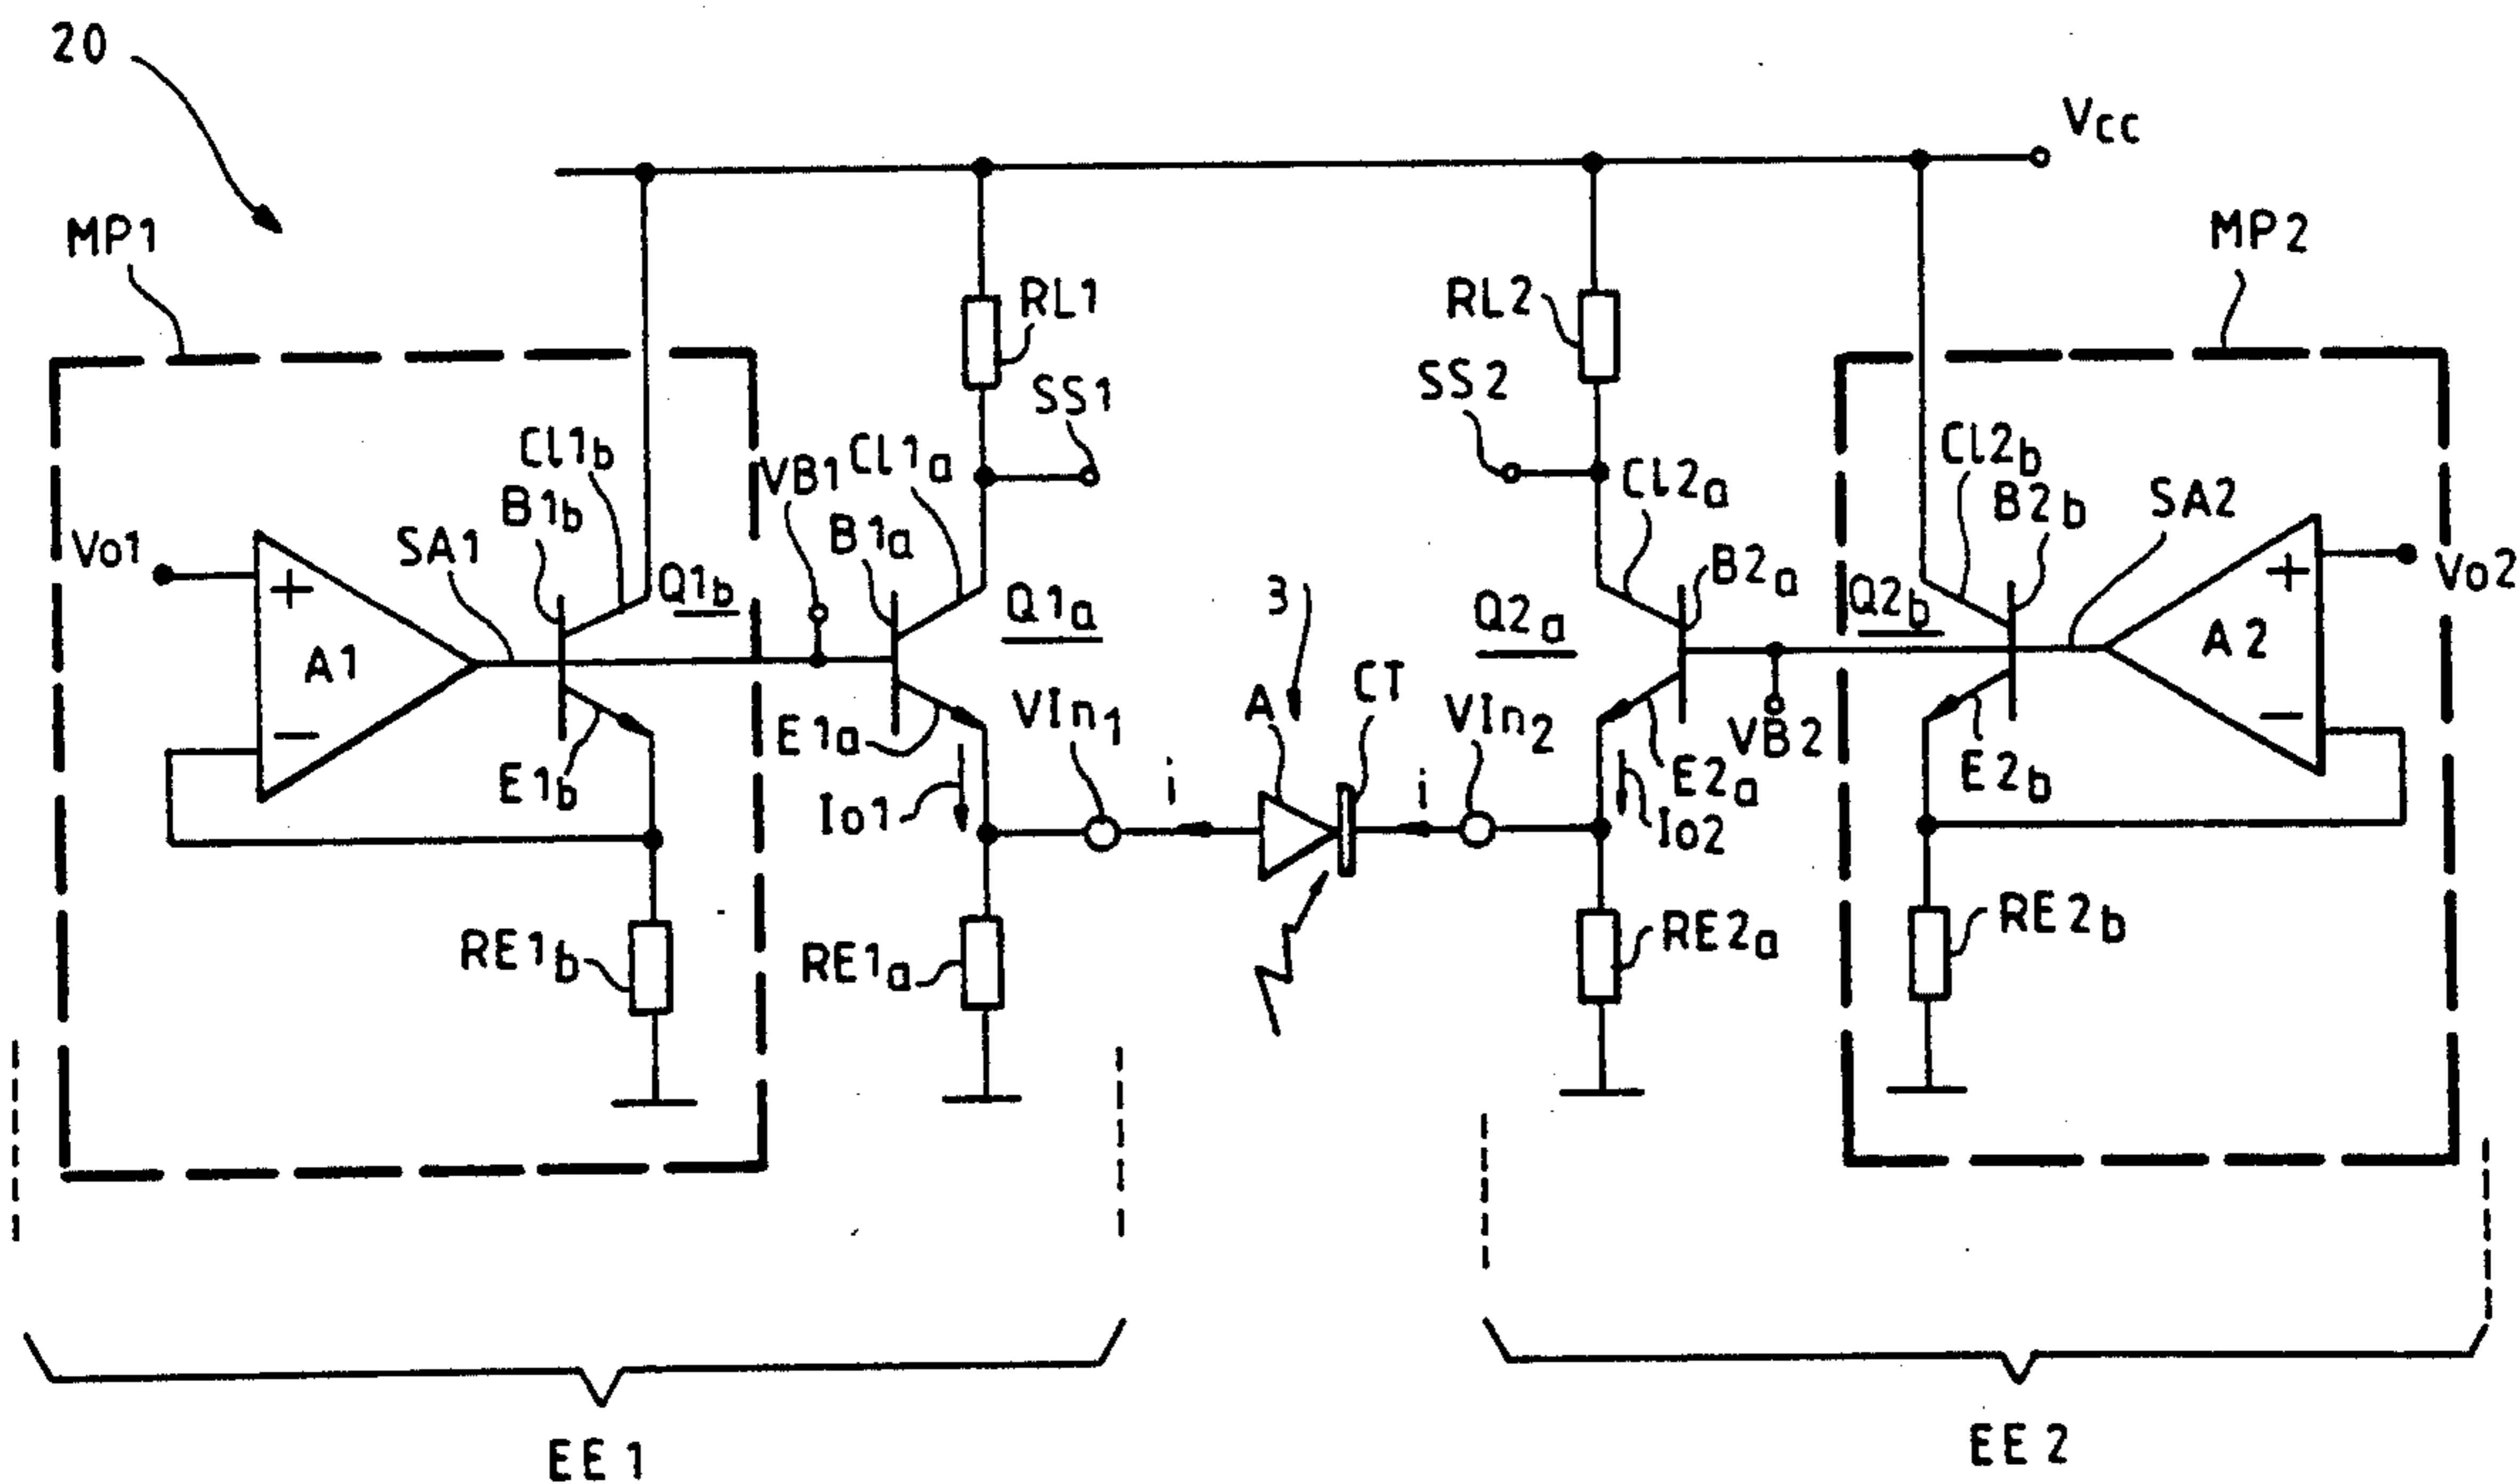 20
Vcc
MP1
MP2
RL1
RL2
SS1
SS2
Cl1b
VB1
Cl1a
Cl2a
Cl2b
B1b
B1a
B2a
B2b
SA1
SA2
Vo1
Vo2
Q1b
Q1a
Q2a
Q2b
3
+
+
A1
A2
−
−
E1b
E1a
VIn1
A
CT
VIn2
VB2
E2a
E2b
Io1
i
i
Io2
RE1b
RE1a
RE2a
RE2b
EE1
EE2